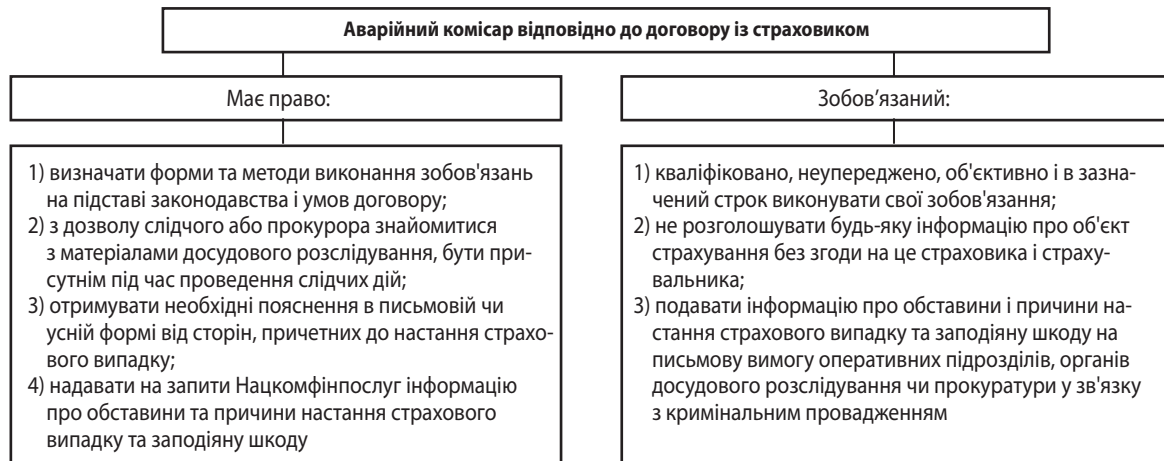 Аварійний комісар відповідно до договору із страховиком
Має право:
1) визначати форми та методи виконання зобов'язань
на підставі законодавства і умов договору;
2) з дозволу слідчого або прокурора знайомитися
з матеріалами досудового розслідування, бути при-
сутнім під час проведення слідчих дій;
3) отримувати необхідні пояснення в письмовій чи
усній формі від сторін, причетних до настання страхо-
вого випадку;
4) надавати на запити Нацкомфінпослуг інформацію
про обставини та причини настання страхового
випадку та заподіяну шкоду
Зобов’язаний:
1) кваліфіковано, неупереджено, об'єктивно і в зазна-
чений строк виконувати свої зобов'язання;
2) не розголошувати будь-яку інформацію про об'єкт
страхування без згоди на це страховика і страху-
вальника;
3) подавати інформацію про обставини і причини на-
стання страхового випадку та заподіяну шкоду на
письмову вимогу оперативних підрозділів, органів
досудового розслідування чи прокуратури у зв'язку
з кримінальним провадженням